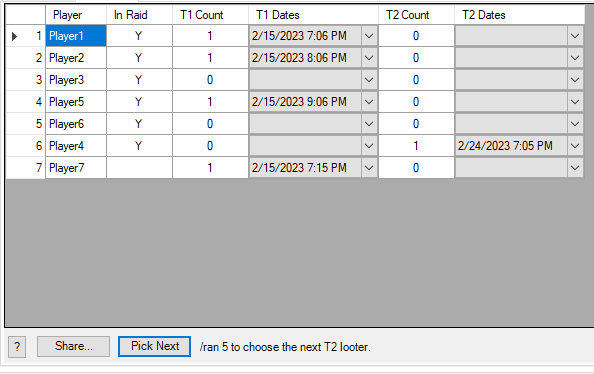 Player In Raid T1 Count T1 Dates T2 Count T2 Dates
1 Player1 Y 1 2/15/2023 7:06 PM 0
2 Player2 Y 1 2/15/2023 8:06 PM 0
3 Player3 Y 0 0
4 Player5 Y 1 2/15/2023 9:06 PM 0
5 Player6 Y 0 0
6 Player4 Y 0 1 2/24/2023 7:05 PM
7 Player7 1 2/15/2023 7:15 PM 0
? Share... Pick Next /ran 5 to choose the next T2 looter.